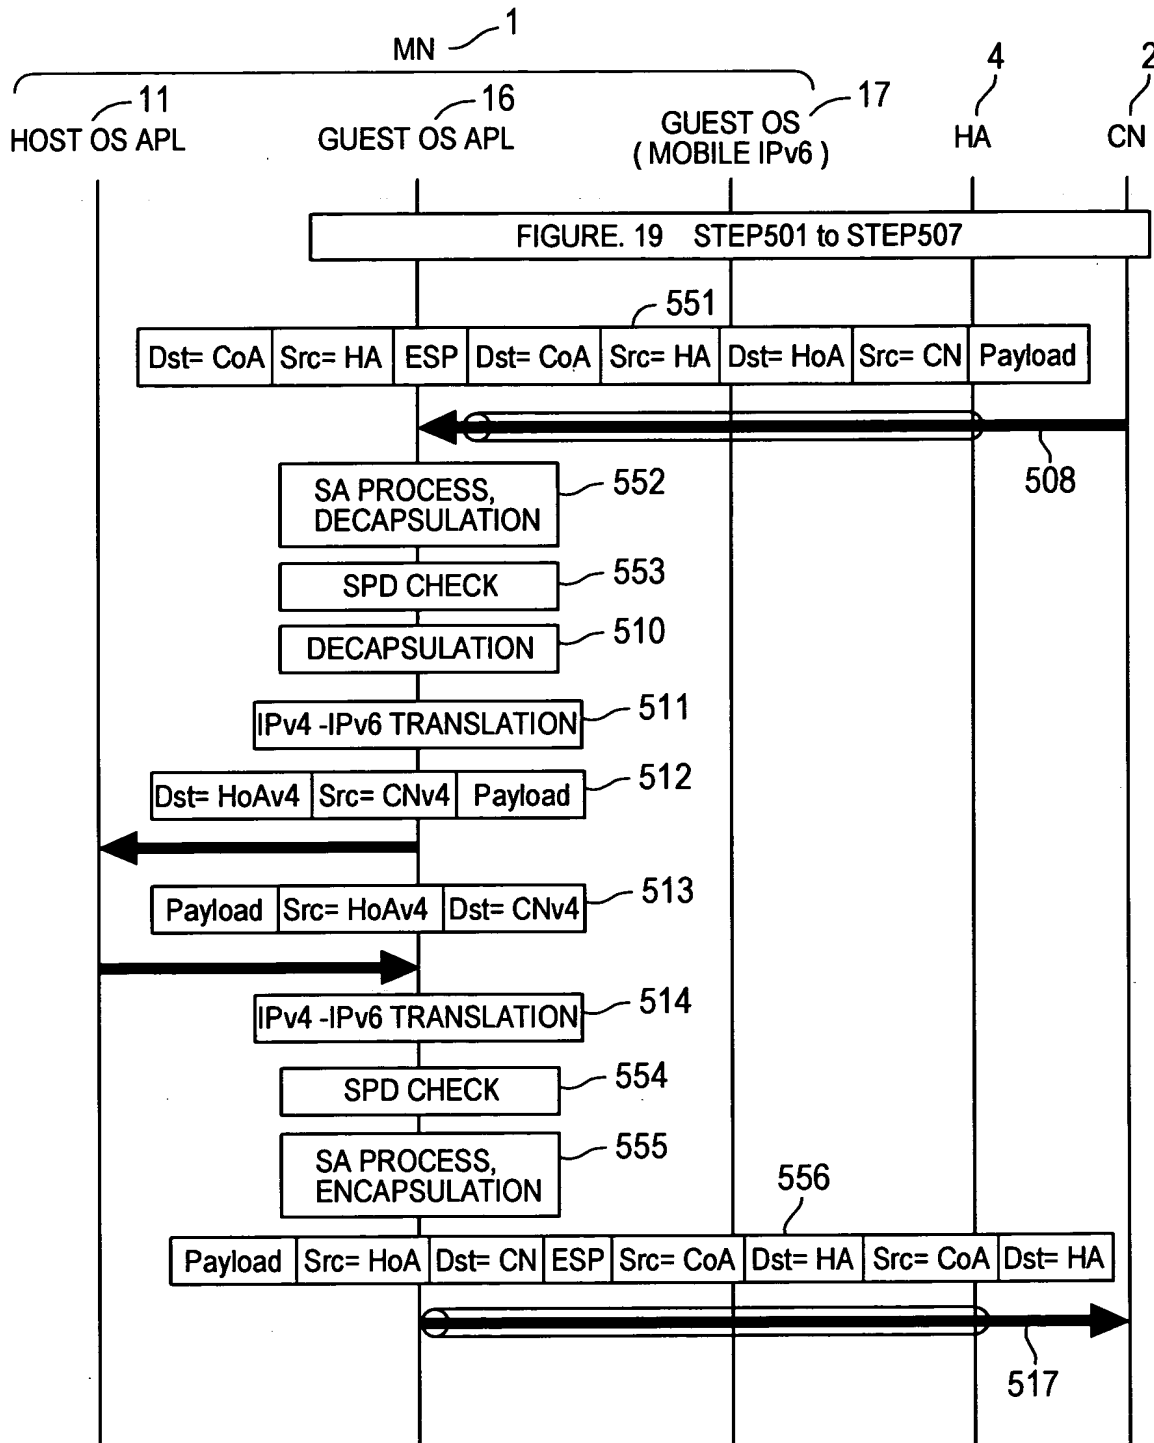 MN 1
11 16 17 4 2
HOST OS APL GUEST OS APL GUEST OS HA CN
( MOBILE IPv6 )
FIGURE. 19 STEP501 to STEP507
551
Dst= CoA Src= HA ESP Dst= CoA Src= HA Dst= HoA Src= CN Payload
508
SA PROCESS, 552
DECAPSULATION
SPD CHECK 553
DECAPSULATION 510
IPv4 -IPv6 TRANSLATION 511
Dst= HoAv4 Src= CNv4 Payload 512
Payload Src= HoAv4 Dst= CNv4 513
IPv4 -IPv6 TRANSLATION 514
SPD CHECK 554
SA PROCESS, 555
ENCAPSULATION
556
Payload Src= HoA Dst= CN ESP Src= CoA Dst= HA Src= CoA Dst= HA
517